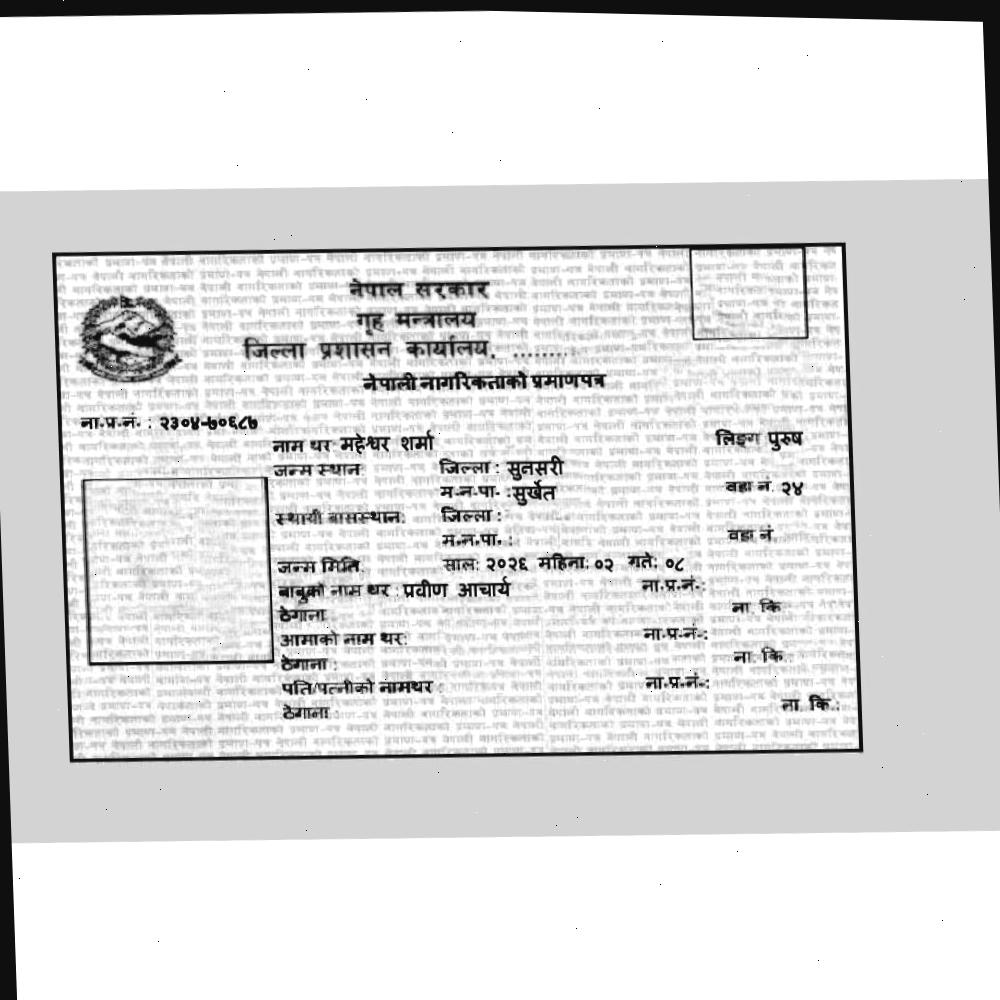 नेपाल सरकार
गृह मन्त्रालय
जिल्ला प्रशासन कार्यालय, .........
नेपाली नागरिकताको प्रमाणपत्र
ना.प्र.नं. : २३०४-७०६८७
नाम थर: महेश्वर शर्मा लिङ्ग पुरुष
जन्म स्थान: जिल्ला : सुनसरी
म.न.पा. : सुर्खेत वडा नं. २४
स्थायी बासस्थान: जिल्ला :
म.न.पा. : वडा नं.
जन्म मिति: साल: २०२६ महिना: ०२ गते: ०८
बाबुको नाम थर : प्रवीण आचार्य ना.प्र.नं.:
ठेगाना: ना. कि.:
आमाको नाम थर: ना.प्र.नं.:
ठेगाना : ना. कि.:
पति/पत्नीको नामथर : ना.प्र.नं.:
ठेगाना: ना. कि.: